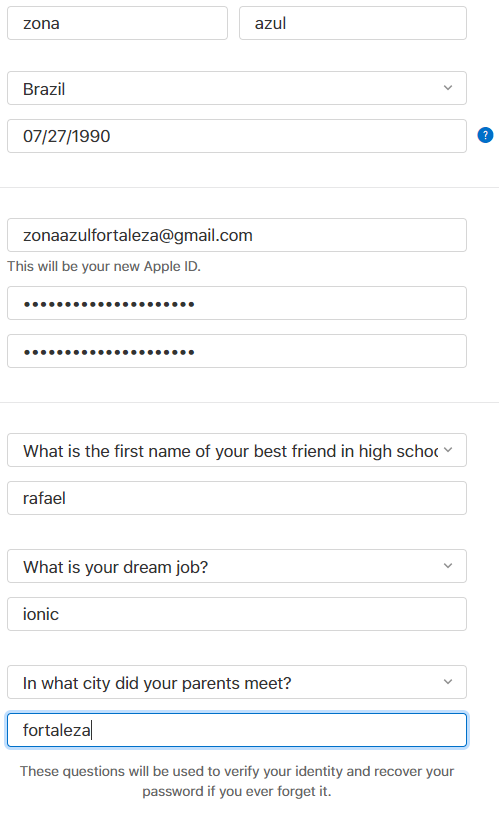 zona azul
Brazil
07/27/1990
?
zonaazulfortaleza@gmail.com
This will be your new Apple ID.
•••••••••••••••••••••
•••••••••••••••••••••
What is the first name of your best friend in high schoo
rafael
What is your dream job?
ionic
In what city did your parents meet?
fortaleza
These questions will be used to verify your identity and recover your
password if you ever forget it.